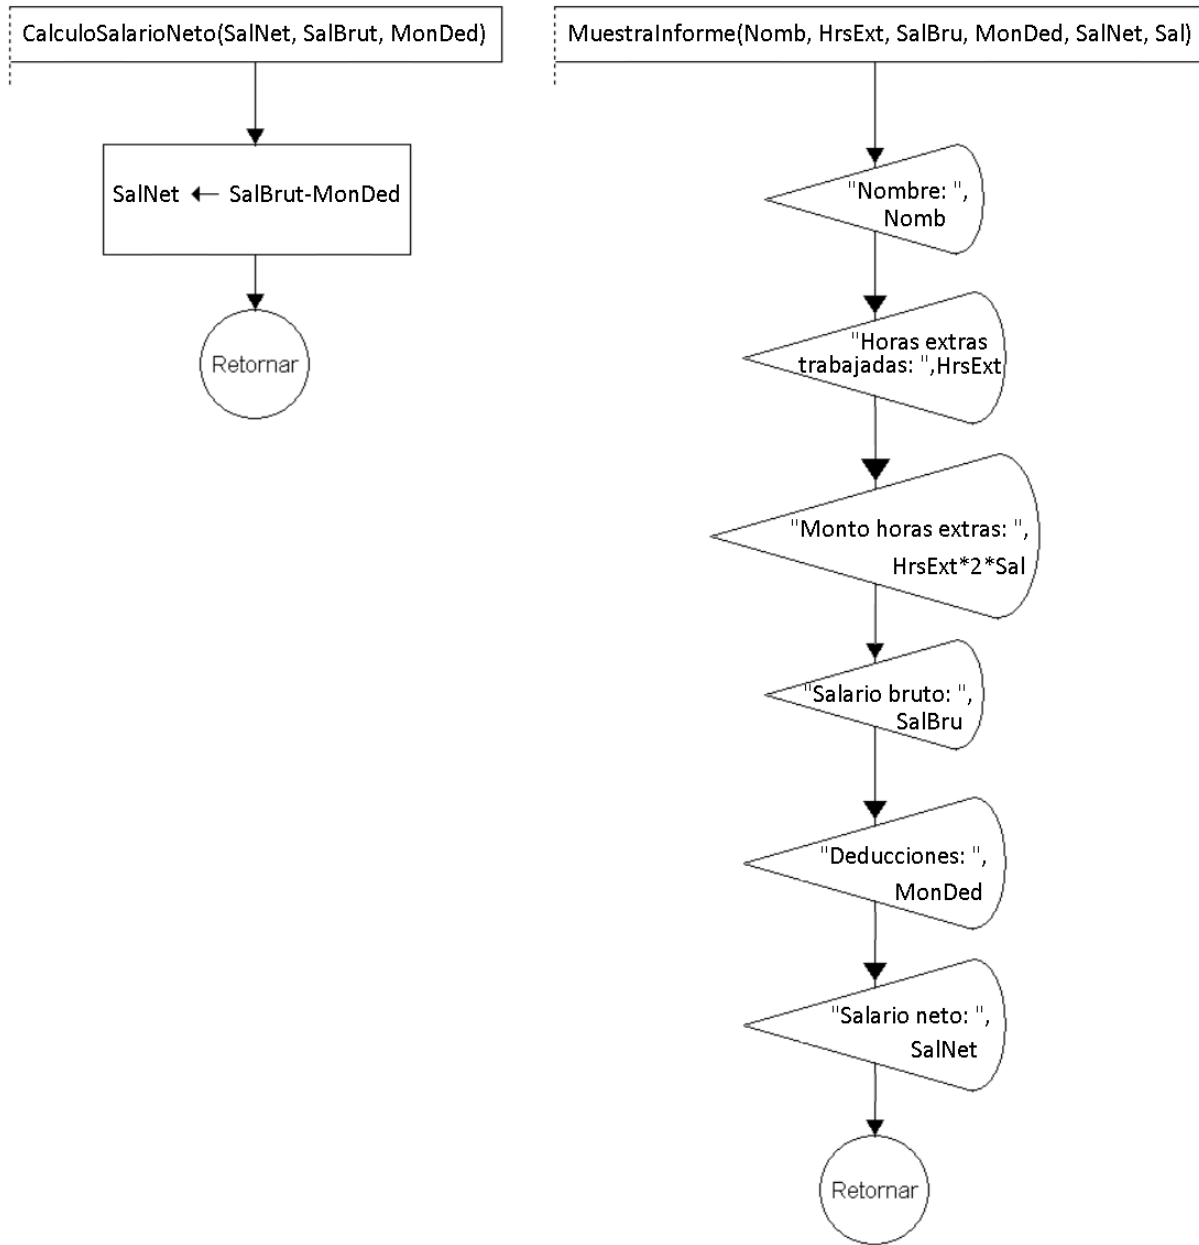 CalculoSalarioNeto(SalNet, SalBrut, MonDed)
SalNet ← SalBrut-MonDed
Retornar
MuestraInforme(Nomb, HrsExt, SalBru, MonDed, SalNet, Sal)
"Nombre: ",
Nomb
"Horas extras
trabajadas: ",HrsExt
"Monto horas extras: ",
HrsExt*2*Sal
"Salario bruto: ",
SalBru
"Deducciones: ",
MonDed
"Salario neto: ",
SalNet
Retornar